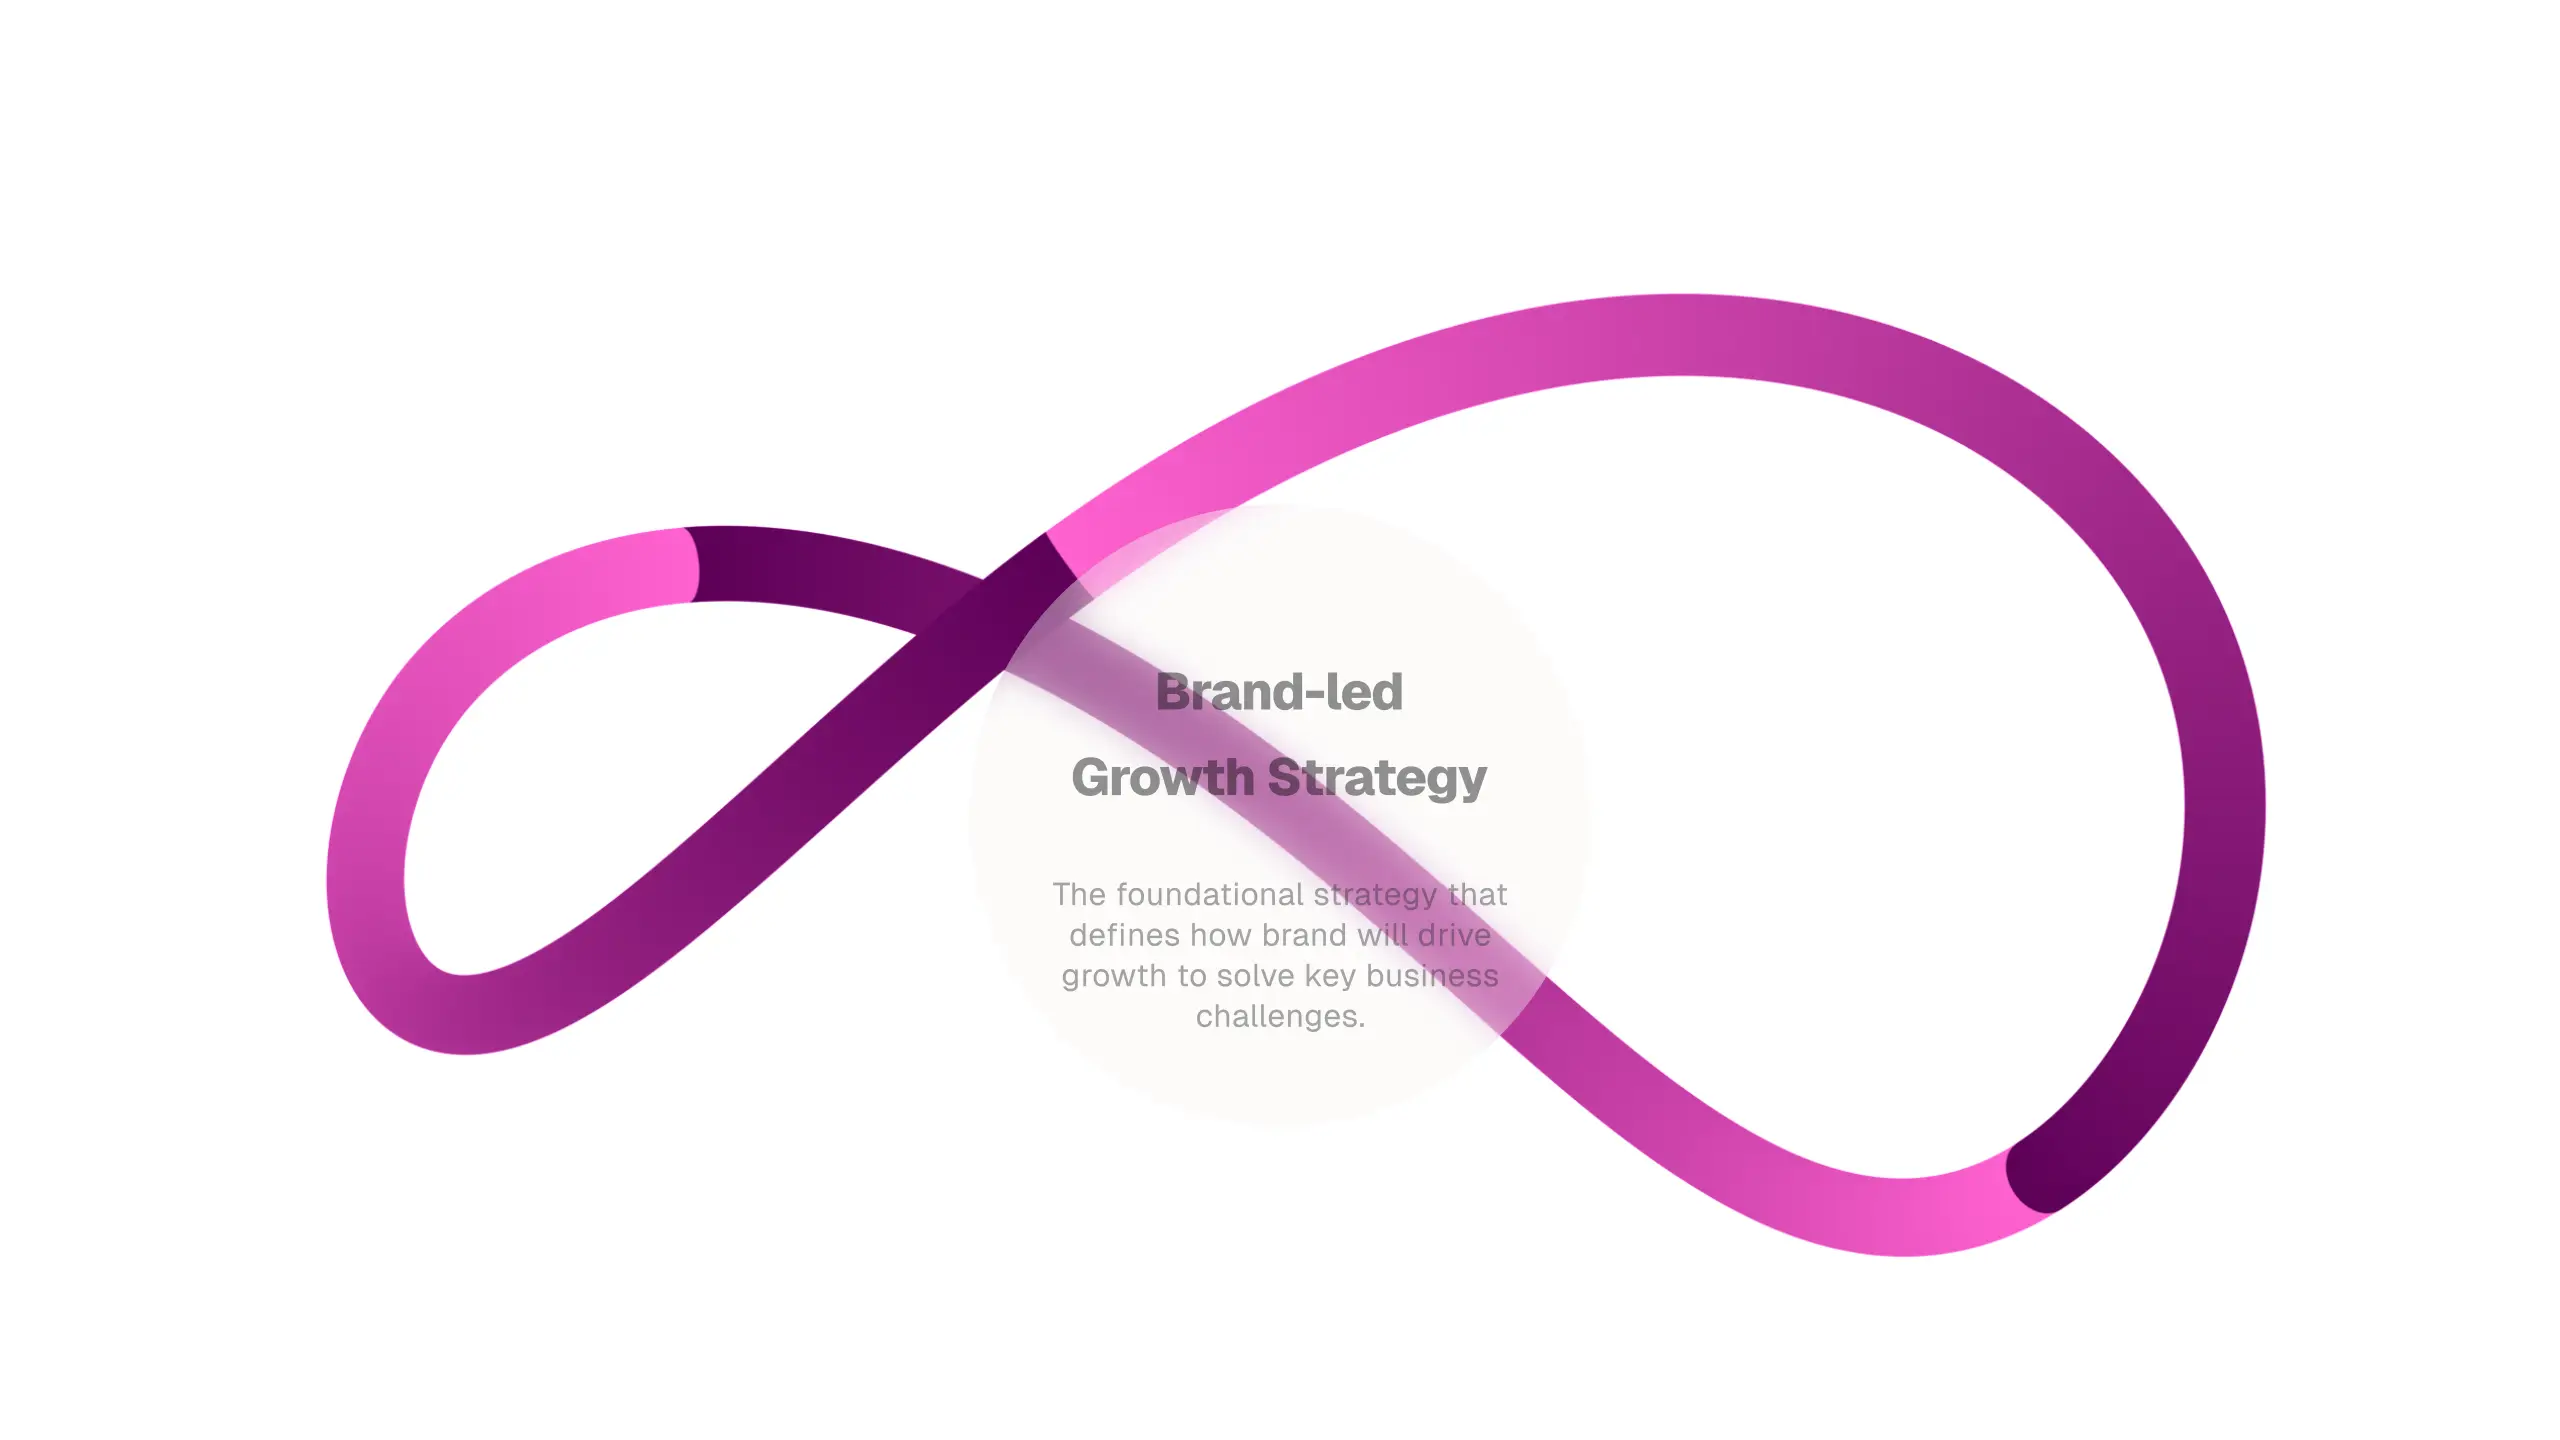 Brand-led
Growth Strategy
The foundational strategy that
defines how brand will drive
growth to solve key business
challenges.